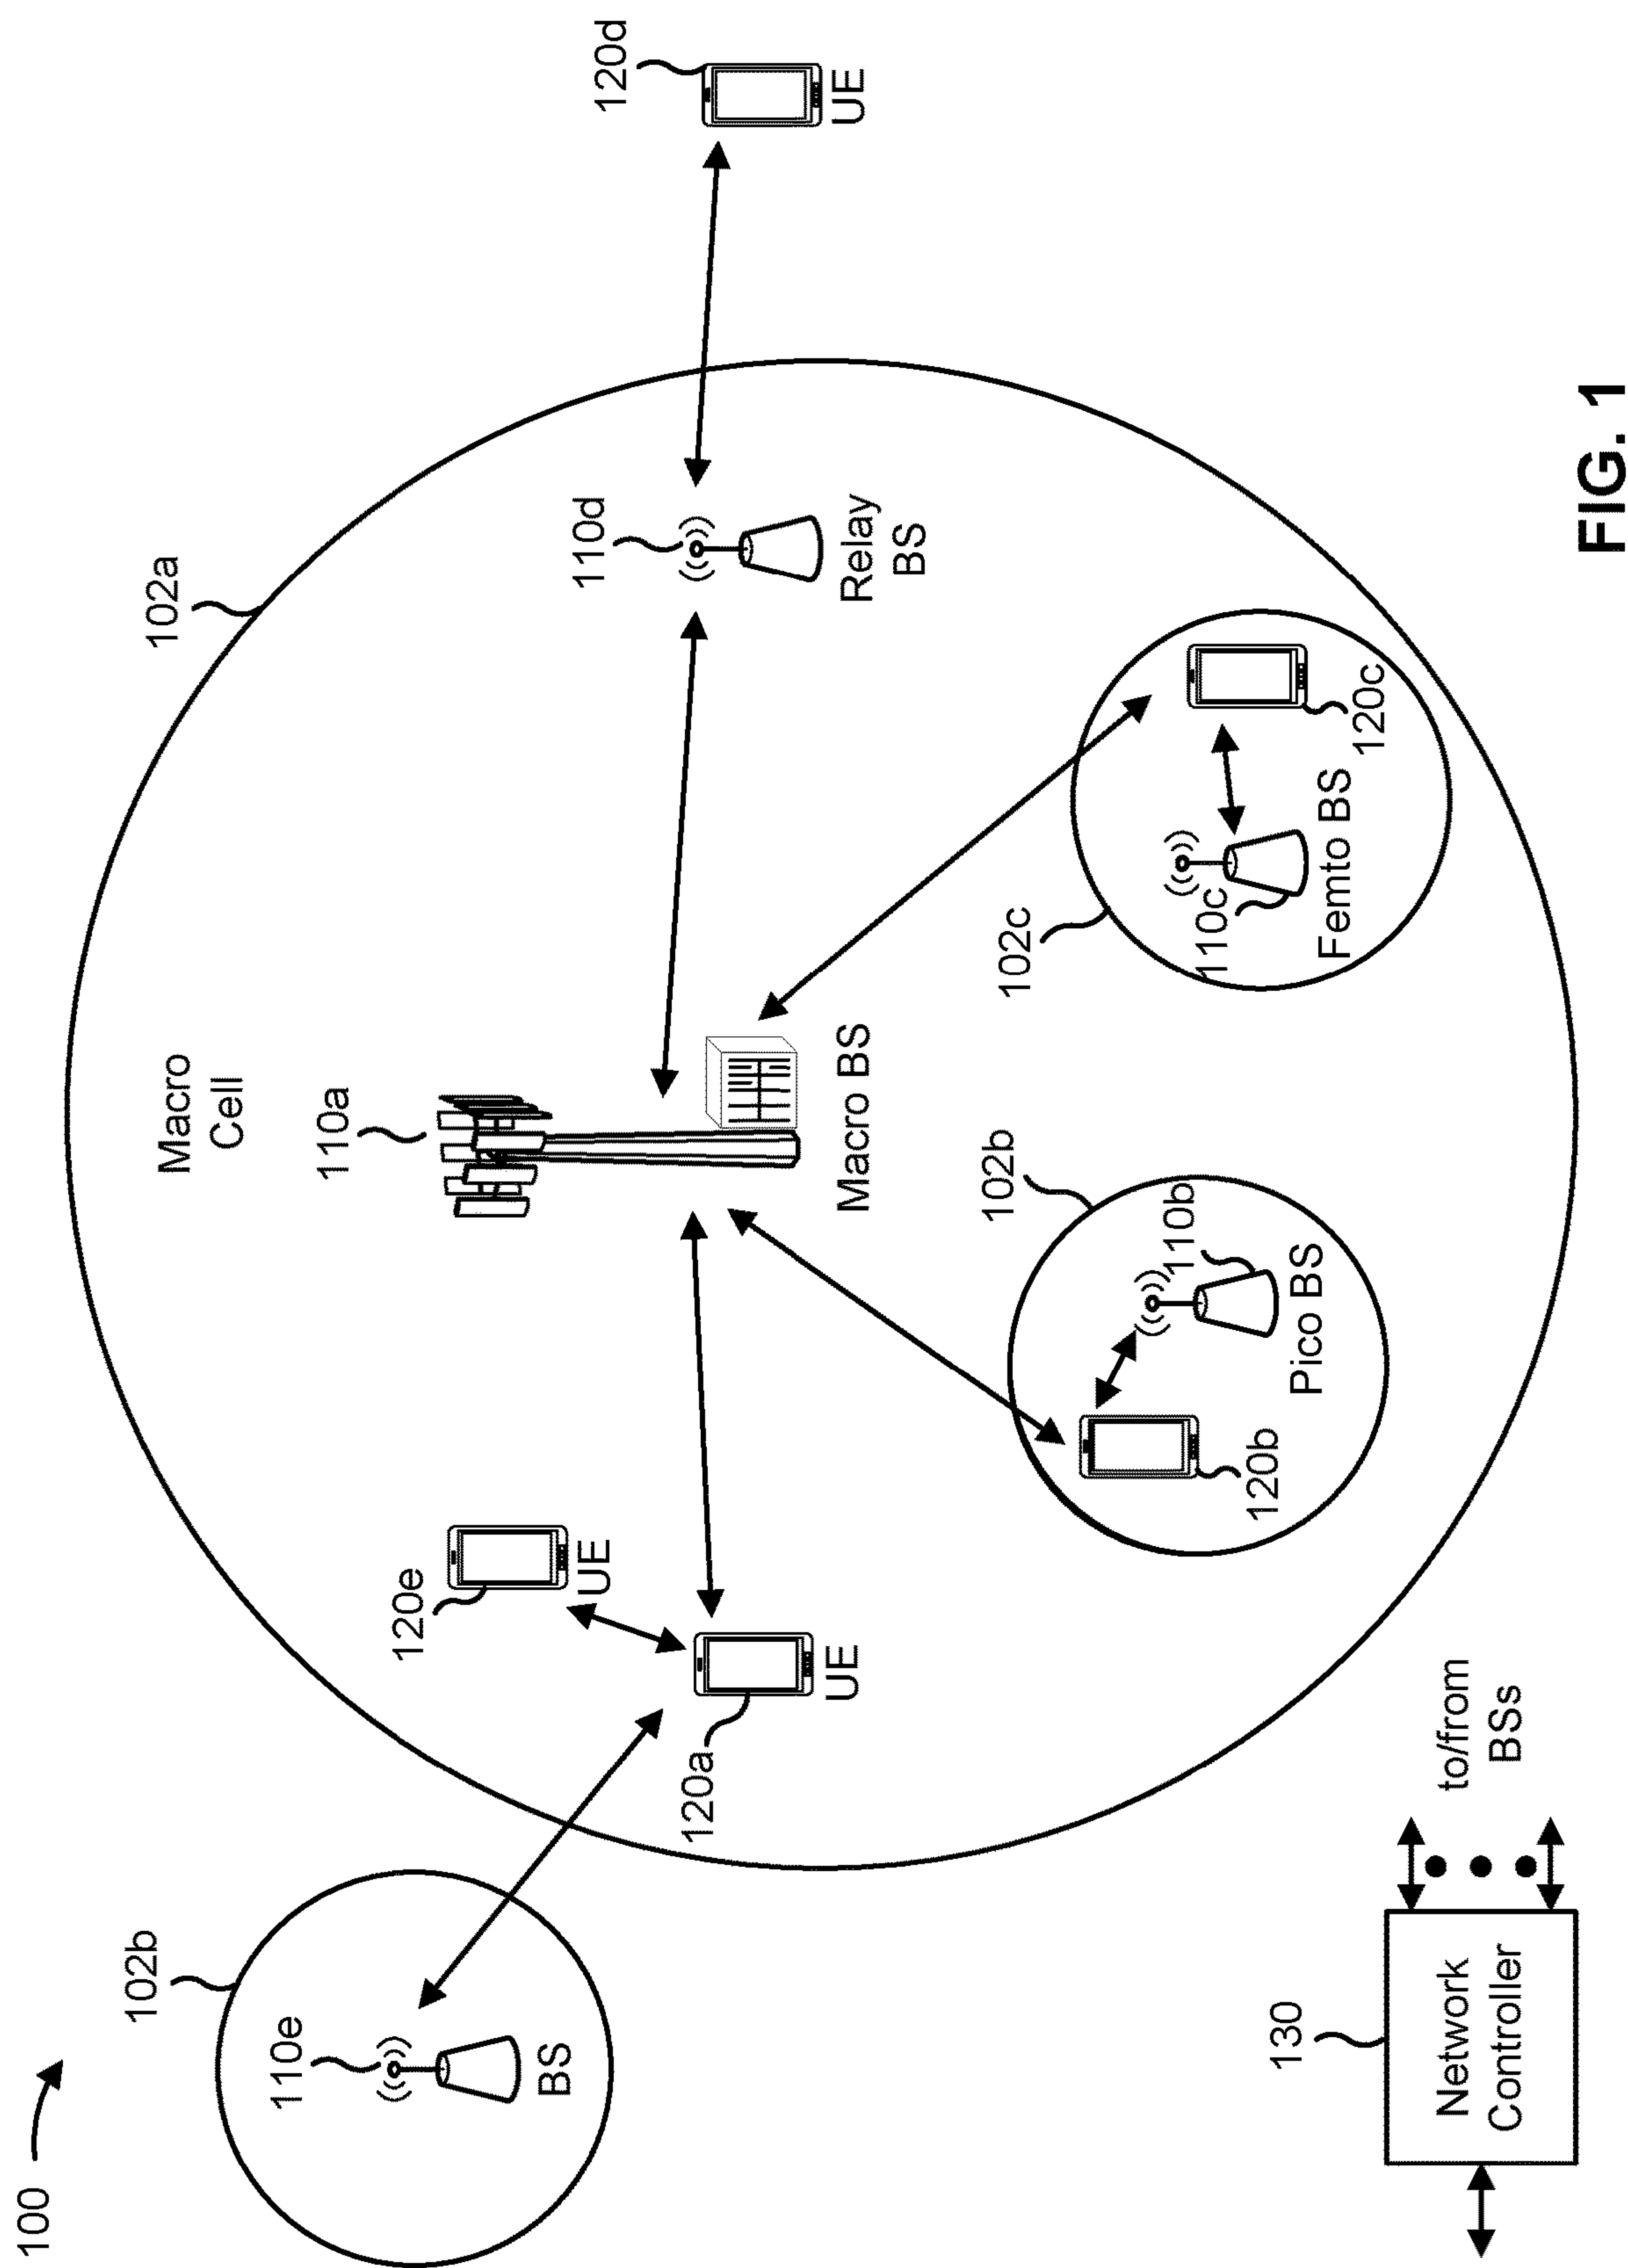 100
102b
110e
BS
120a
UE
120e
UE
Macro
Cell
110a
Macro BS
102a
110d
Relay
BS
120d
UE
102b
110b
Pico BS
120b
102c
110c
Femto BS
120c
130
Network
Controller
to/from
BSs
FIG. 1